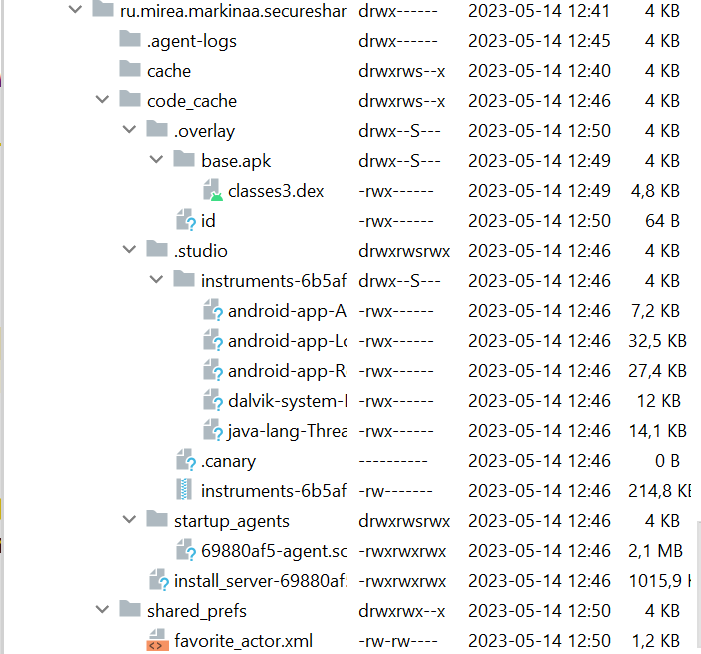 ru.mirea.markinaa.secureshar drwx------ 2023-05-14 12:41 4 KB
.agent-logs drwx------ 2023-05-14 12:45 4 KB
cache drwxrws--x 2023-05-14 12:40 4 KB
code_cache drwxrws--x 2023-05-14 12:46 4 KB
.overlay drwx--S--- 2023-05-14 12:50 4 KB
base.apk drwx--S--- 2023-05-14 12:49 4 KB
classes3.dex -rwx------ 2023-05-14 12:49 4,8 KB
id -rwx------ 2023-05-14 12:50 64 B
.studio drwxrwsrwx 2023-05-14 12:46 4 KB
instruments-6b5af drwx--S--- 2023-05-14 12:46 4 KB
android-app-A -rwx------ 2023-05-14 12:46 7,2 KB
android-app-Lo -rwx------ 2023-05-14 12:46 32,5 KB
android-app-R -rwx------ 2023-05-14 12:46 27,4 KB
dalvik-system- -rwx------ 2023-05-14 12:46 12 KB
java-lang-Threa -rwx------ 2023-05-14 12:46 14,1 KB
.canary ---------- 2023-05-14 12:46 0 B
instruments-6b5af -rw------- 2023-05-14 12:46 214,8 KB
startup_agents drwxrwsrwx 2023-05-14 12:46 4 KB
69880af5-agent.so -rwxrwxrwx 2023-05-14 12:46 2,1 MB
install_server-69880af -rwxrwxrwx 2023-05-14 12:46 1015,9
shared_prefs drwxrwx--x 2023-05-14 12:50 4 KB
favorite_actor.xml -rw-rw---- 2023-05-14 12:50 1,2 KB